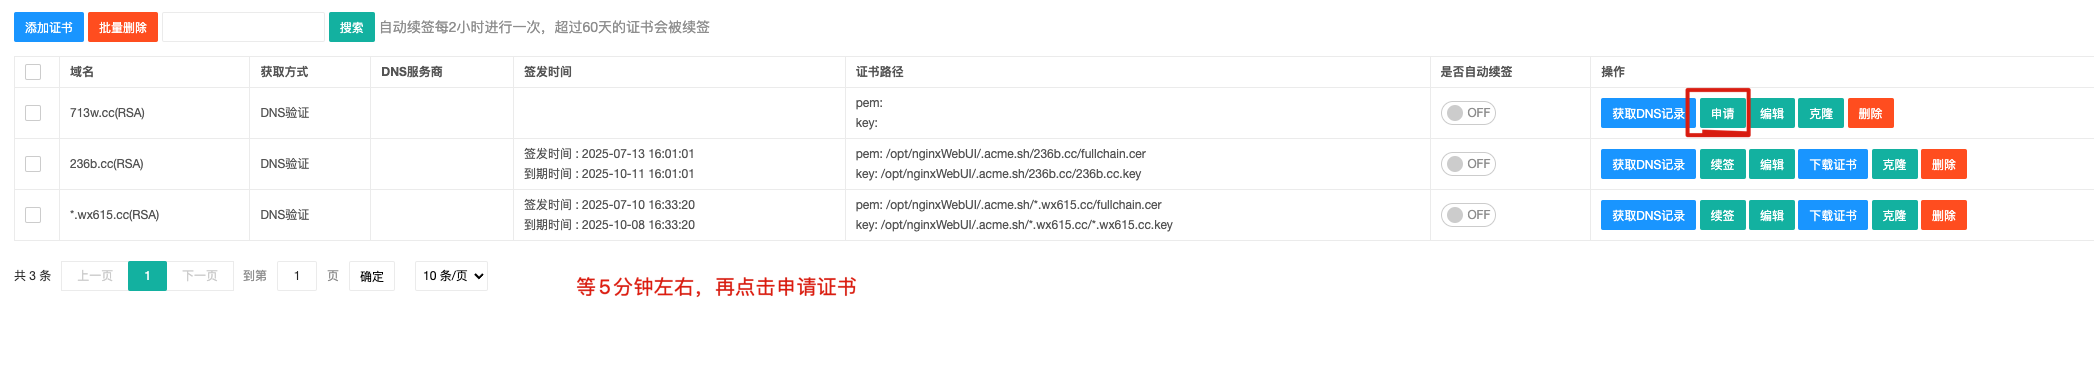 添加证书 批量删除 搜索 自动续签每2小时进行一次，超过60天的证书会被续签
域名 获取方式 DNS服务商 签发时间 证书路径 是否自动续签 操作
713w.cc(RSA) DNS验证 pem: OFF 获取DNS记录 申请 编辑 克隆 删除
key:
236b.cc(RSA) DNS验证 签发时间 : 2025-07-13 16:01:01 pem: /opt/nginxWebUI/.acme.sh/236b.cc/fullchain.cer OFF 获取DNS记录 续签 编辑 下载证书 克隆 删除
到期时间 : 2025-10-11 16:01:01 key: /opt/nginxWebUI/.acme.sh/236b.cc/236b.cc.key
*.wx615.cc(RSA) DNS验证 签发时间 : 2025-07-10 16:33:20 pem: /opt/nginxWebUI/.acme.sh/*.wx615.cc/fullchain.cer OFF 获取DNS记录 续签 编辑 下载证书 克隆 删除
到期时间 : 2025-10-08 16:33:20 key: /opt/nginxWebUI/.acme.sh/*.wx615.cc/*.wx615.cc.key
共 3 条 上一页 1 下一页 到第 1 页 确定 10 条/页
等5分钟左右，再点击申请证书